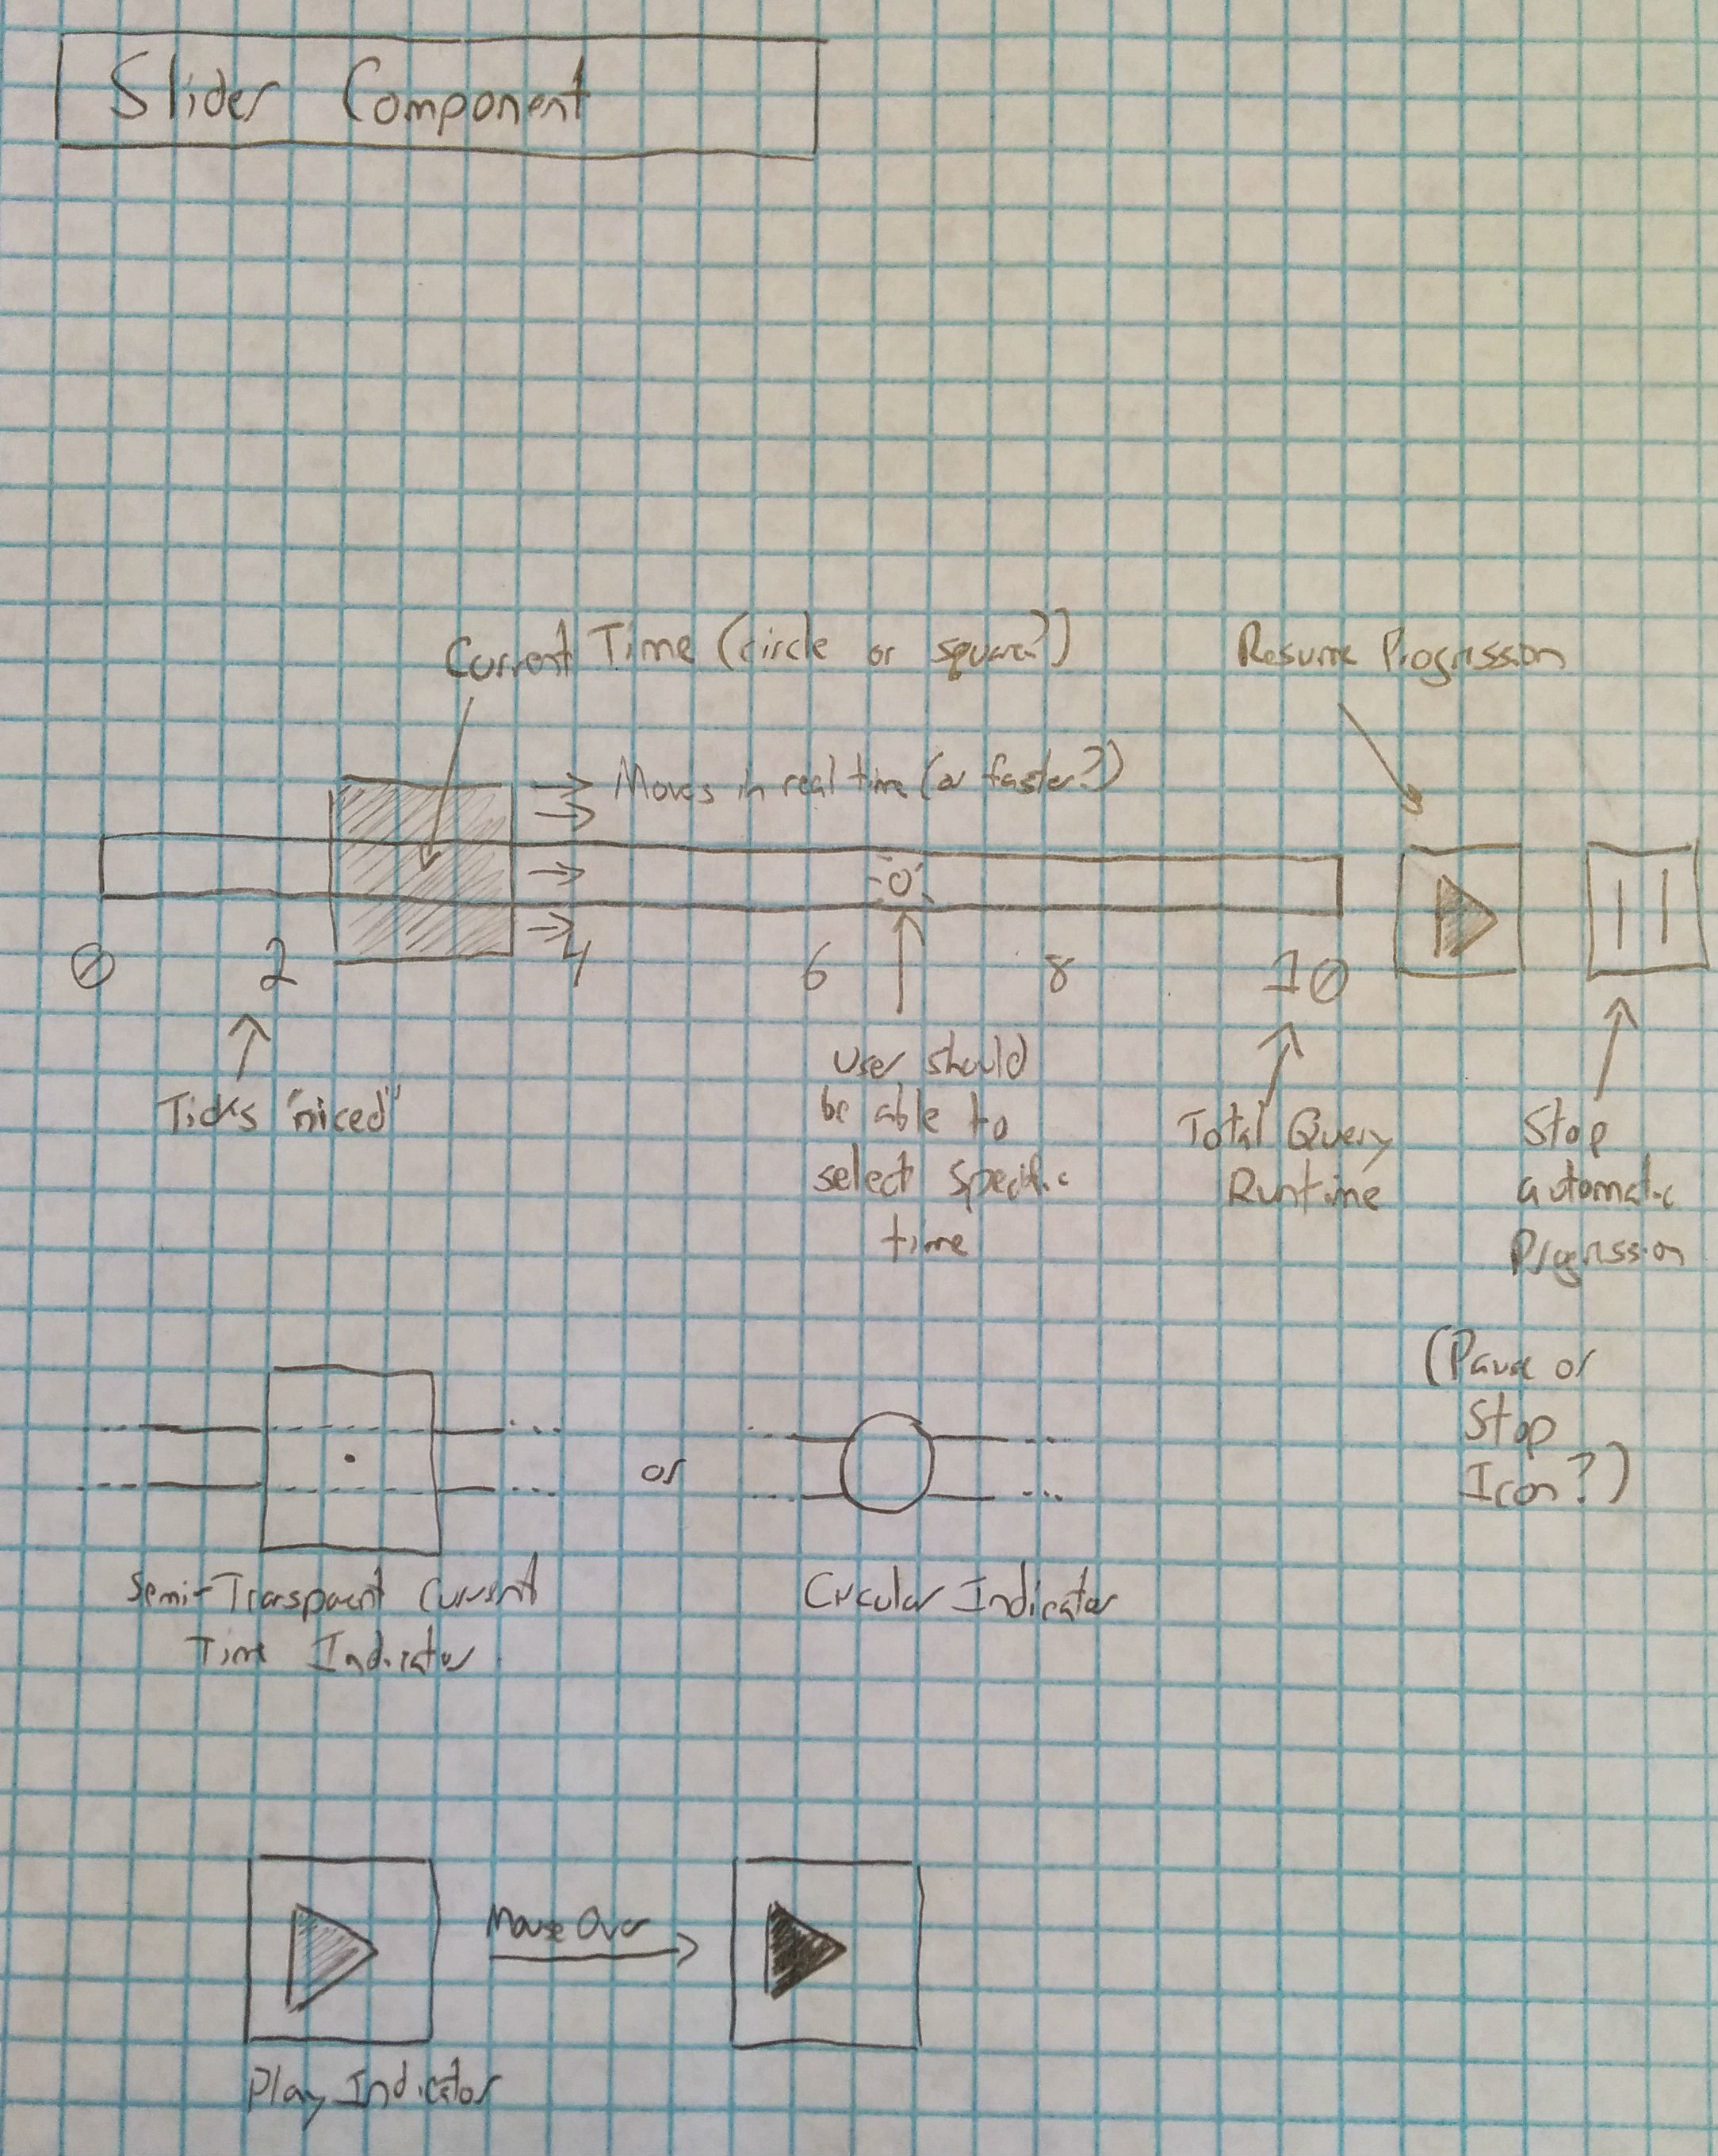 Slider Component
Current Time (circle or square?)
Resume Progression
Moves in real time (or faster?)
0 2 4 6 8 10
Ticks "niced"
User should
be able to
select specific
time
Total Query
Runtime
Stop
automatic
Progression
(Pause or
Stop
Icon?)
or
Semi-Transparent Current
Time Indicator
Circular Indicator
Mouse Over
Play Indicator